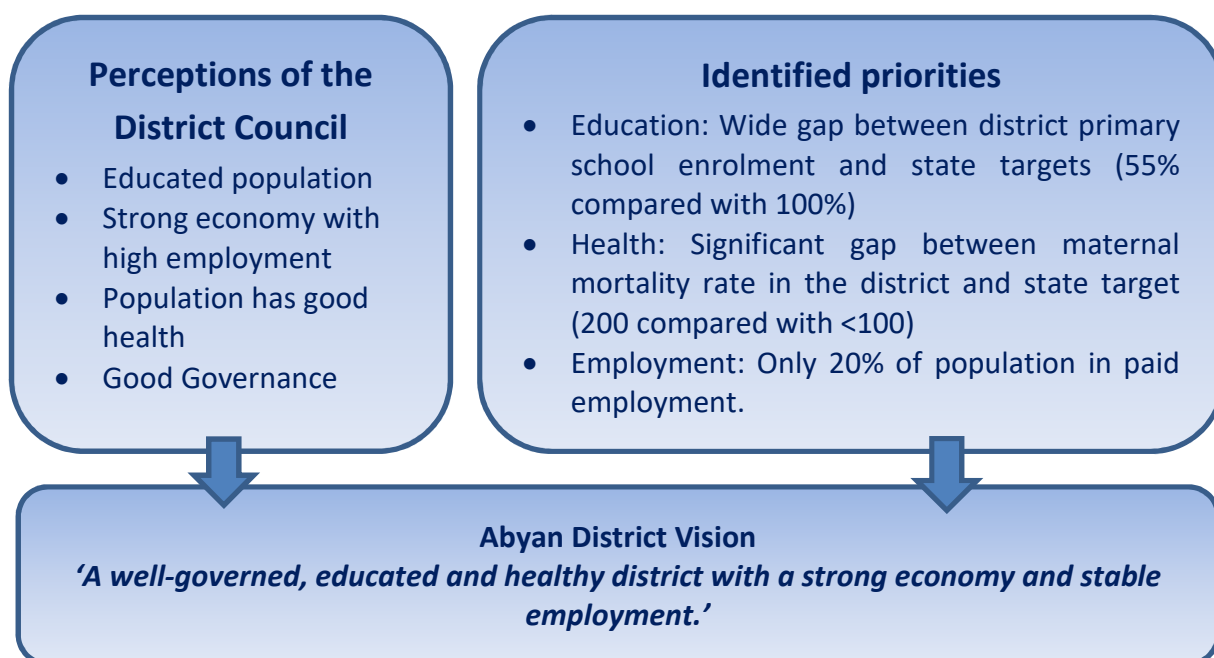 Perceptions of the
District Council
• Educated population
• Strong economy with
high employment
• Population has good
health
• Good Governance
Identified priorities
• Education: Wide gap between district primary
school enrolment and state targets (55%
compared with 100%)
• Health: Significant gap between maternal
mortality rate in the district and state target
(200 compared with <100)
• Employment: Only 20% of population in paid
employment.
Abyan District Vision
‘A well-governed, educated and healthy district with a strong economy and stable
employment.’